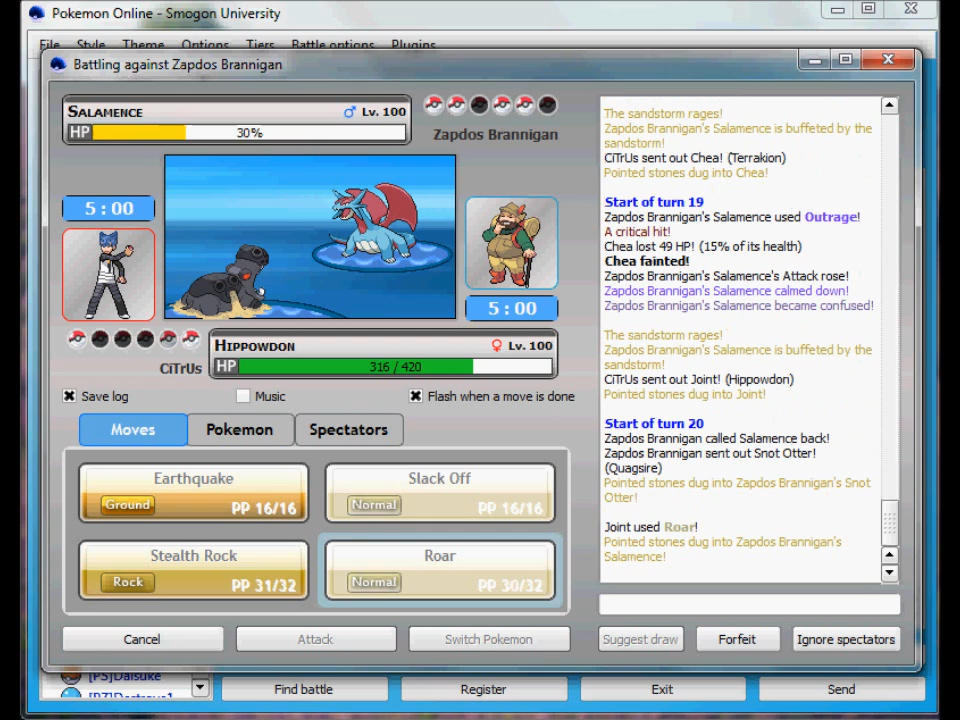 Pokemon Online - Smogon University
File Style Theme Options Tiers Battle options Plugins
Battling against Zapdos Brannigan
SALAMENCE ♂ Lv. 100
HP 30%
Zapdos Brannigan
5:00
5:00
HIPPOWDON ♀ Lv. 100
HP 316 / 420
CiTrUs
Save log
Music
Flash when a move is done
Moves
Pokemon
Spectators
Earthquake
Ground PP 16/16
Slack Off
Normal PP 16/16
Stealth Rock
Rock PP 31/32
Roar
Normal PP 30/32
Cancel
Attack
Switch Pokemon
The sandstorm rages!
Zapdos Brannigan's Salamence is buffeted by the
sandstorm!
CiTrUs sent out Chea! (Terrakion)
Pointed stones dug into Chea!
Start of turn 19
Zapdos Brannigan's Salamence used Outrage!
A critical hit!
Chea lost 49 HP! (15% of its health)
Chea fainted!
Zapdos Brannigan's Salamence's Attack rose!
Zapdos Brannigan's Salamence calmed down!
Zapdos Brannigan's Salamence became confused!
The sandstorm rages!
Zapdos Brannigan's Salamence is buffeted by the
sandstorm!
CiTrUs sent out Joint! (Hippowdon)
Pointed stones dug into Joint!
Start of turn 20
Zapdos Brannigan called Salamence back!
Zapdos Brannigan sent out Snot Otter!
(Quagsire)
Pointed stones dug into Zapdos Brannigan's Snot
Otter!
Joint used Roar!
Pointed stones dug into Zapdos Brannigan's
Salamence!
Suggest draw
Forfeit
Ignore spectators
[PS]Daisuke
Find battle
Register
Exit
Send